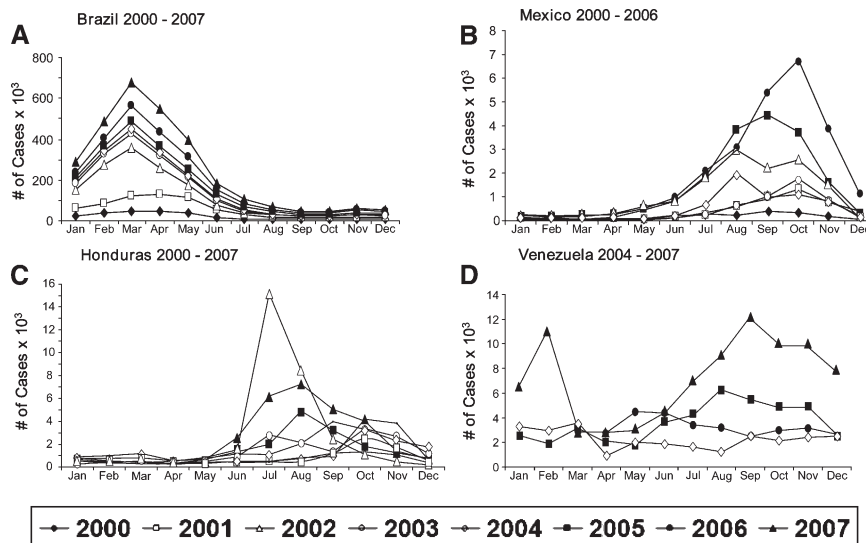 Brazil 2000 - 2007
A
# of Cases x 10³
800
600
400
200
0
Jan Feb Mar Apr May Jun Jul Aug Sep Oct Nov Dec
Mexico 2000 - 2006
B
# of Cases x 10³
8
7
6
5
4
3
2
1
0
Jan Feb Mar Apr May Jun Jul Aug Sep Oct Nov Dec
Honduras 2000 - 2007
C
# of Cases x 10³
16
14
12
10
8
6
4
2
0
Jan Feb Mar Apr May Jun Jul Aug Sep Oct Nov Dec
Venezuela 2004 - 2007
D
# of Cases x 10³
14
12
10
8
6
4
2
0
Jan Feb Mar Apr May Jun Jul Aug Sep Oct Nov Dec
2000 2001 2002 2003 2004 2005 2006 2007